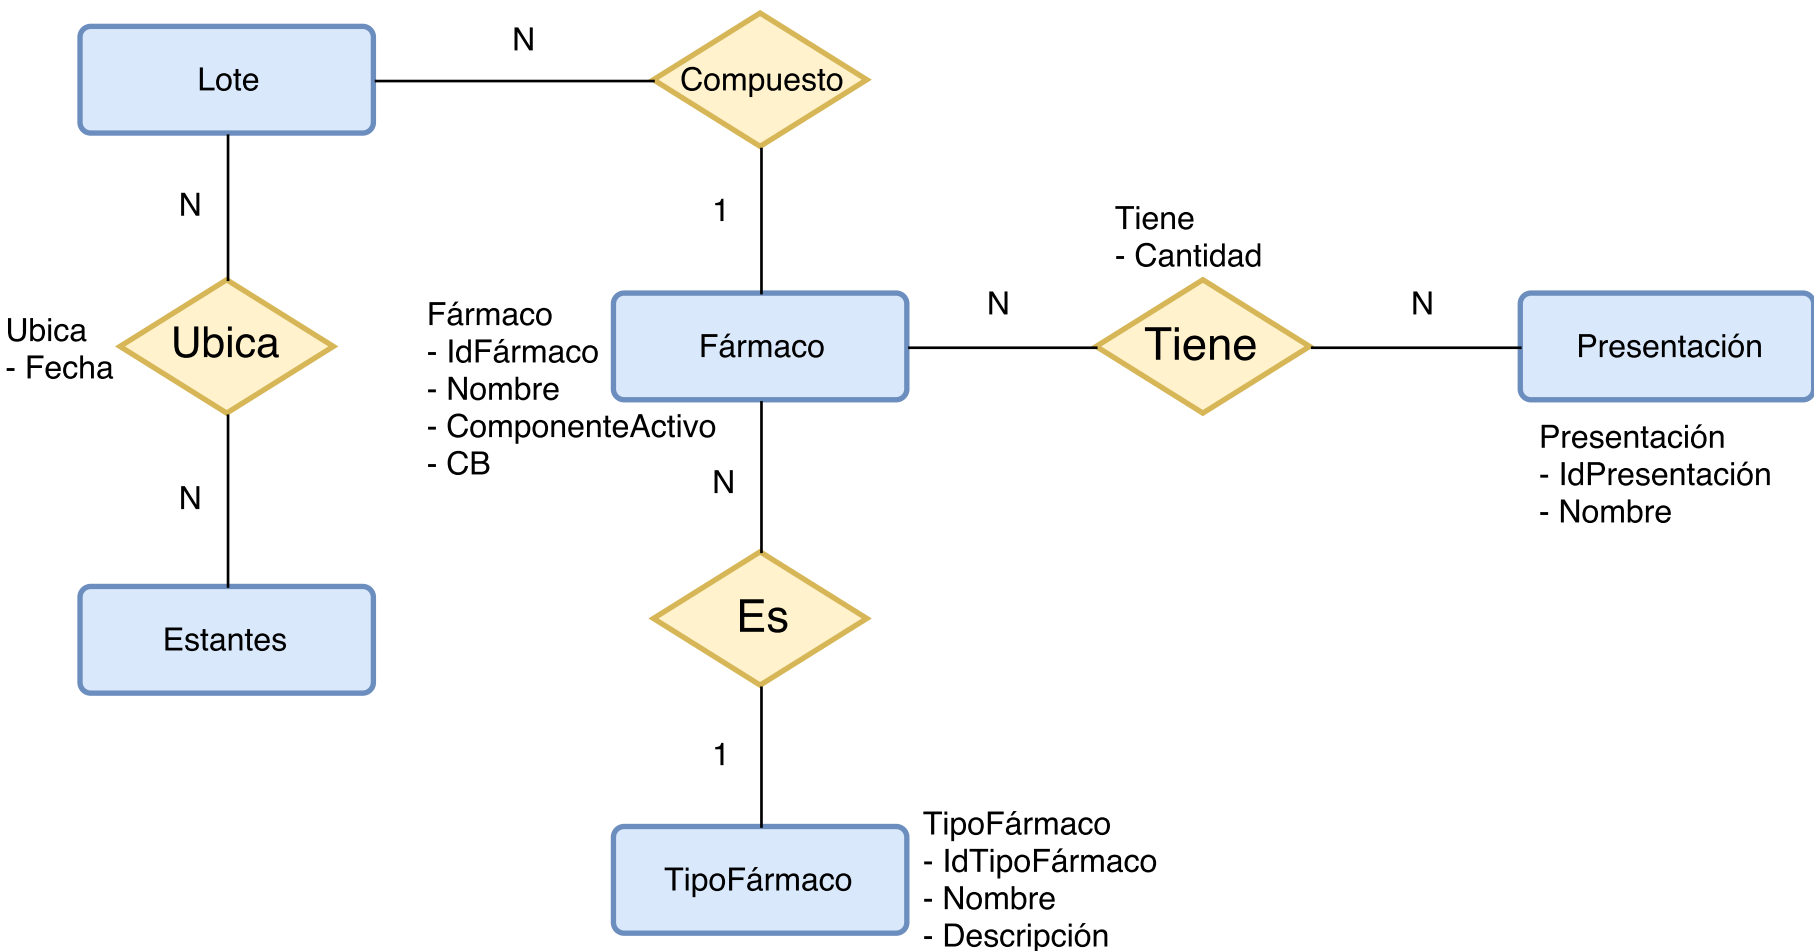 Lote
N
Compuesto
N
1
Tiene
- Cantidad
Ubica
- Fecha
Ubica
Fármaco
- IdFármaco
- Nombre
- ComponenteActivo
- CB
Fármaco
N
Tiene
N
Presentación
Presentación
- IdPresentación
- Nombre
N
N
Estantes
Es
1
TipoFármaco
TipoFármaco
- IdTipoFármaco
- Nombre
- Descripción